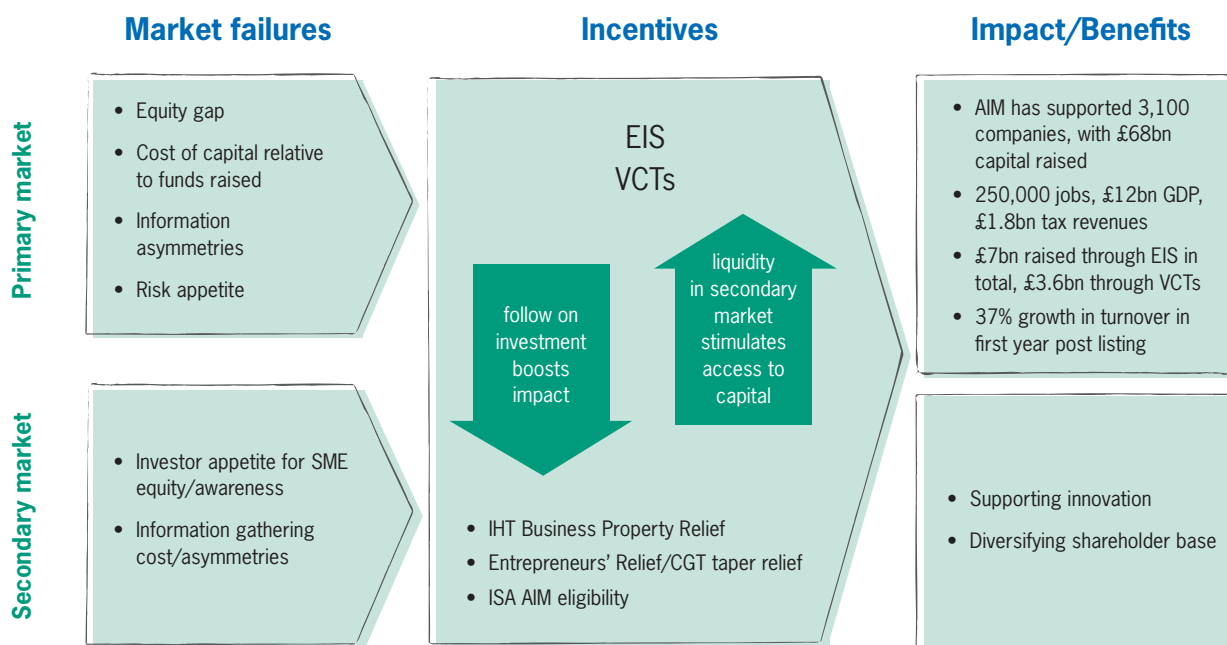 Market failures
Incentives
Impact/Benefits
Primary market
• Equity gap
• Cost of capital relative
to funds raised
• Information
asymmetries
• Risk appetite
EIS
VCTs
follow on
investment
boosts
impact
liquidity
in secondary
market
stimulates
access to
capital
• AIM has supported 3,100
companies, with £68bn
capital raised
• 250,000 jobs, £12bn GDP,
£1.8bn tax revenues
• £7bn raised through EIS in
total, £3.6bn through VCTs
• 37% growth in turnover in
first year post listing
Secondary market
• Investor appetite for SME
equity/awareness
• Information gathering
cost/asymmetries
• IHT Business Property Relief
• Entrepreneurs’ Relief/CGT taper relief
• ISA AIM eligibility
• Supporting innovation
• Diversifying shareholder base